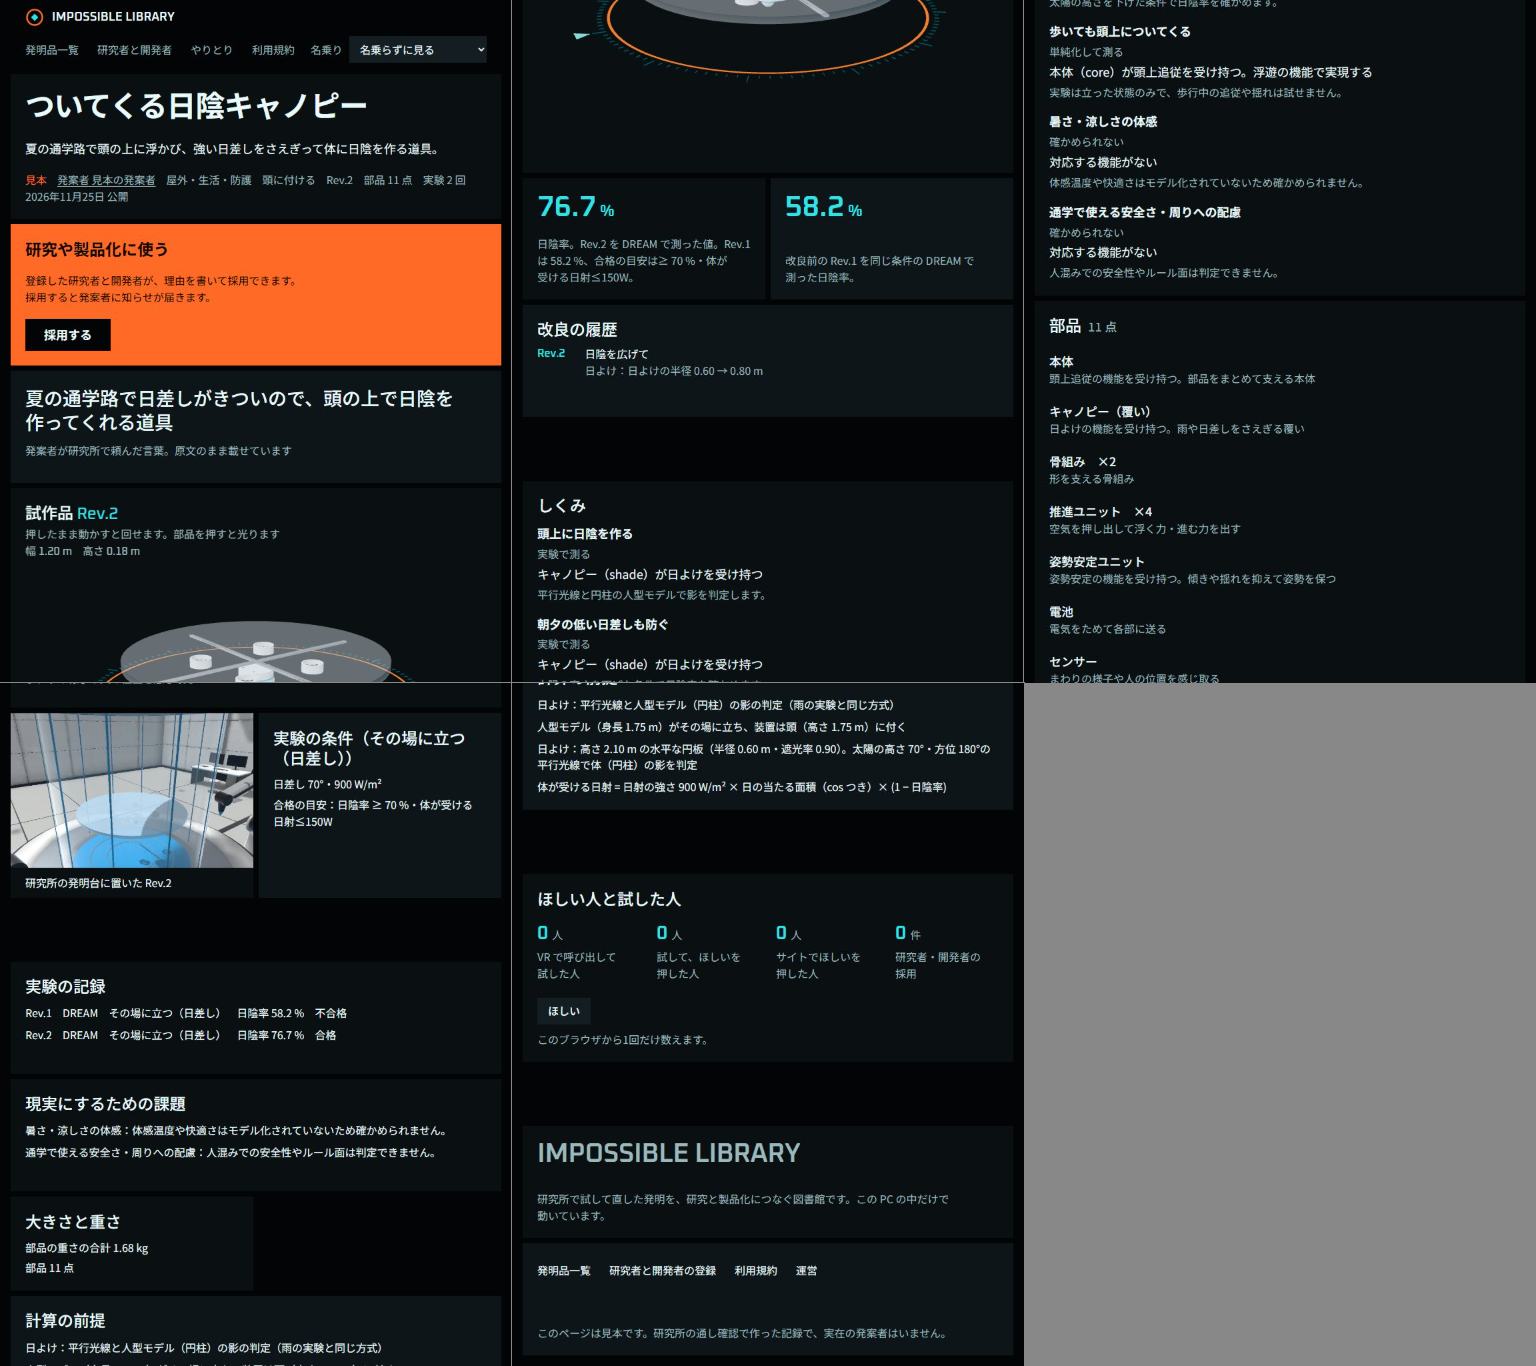 IMPOSSIBLE LIBRARY
発明品一覧　研究者と開発者　やりとり　利用規約　名乗り　名乗らずに見る
ついてくる日陰キャノピー
夏の通学路で頭の上に浮かび、強い日差しをさえぎって体に日陰を作る道具。
見本　発案者 見本の発案者　屋外・生活・防護　頭に付ける　Rev.2　部品 11 点　実験 2 回
2026年11月25日 公開
研究や製品化に使う
登録した研究者と開発者が、理由を書いて採用できます。
採用すると発案者に知らせが届きます。
採用する
夏の通学路で日差しがきついので、頭の上で日陰を
作ってくれる道具
発案者が研究所で頼んだ言葉。原文のまま載せています
試作品 Rev.2
押したまま動かすと回せます。部品を押すと光ります
幅 1.20 m　高さ 0.18 m
76.7 %
日陰率。Rev.2 を DREAM で測った値。Rev.1
は 58.2 %、合格の目安は≥ 70 %・体が
受ける日射≤150W。
58.2 %
改良前の Rev.1 を同じ条件の DREAM で
測った日陰率。
改良の履歴
Rev.2　日陰を広げて
日よけ：日よけの半径 0.60 → 0.80 m
しくみ
頭上に日陰を作る
実験で測る
キャノピー（shade）が日よけを受け持つ
平行光線と円柱の人型モデルで影を判定します。
朝夕の低い日差しも防ぐ
実験で測る
キャノピー（shade）が日よけを受け持つ
太陽の高さを下げた条件で日陰率を確かめます。
歩いても頭上についてくる
単純化して測る
本体（core）が頭上追従を受け持つ。浮遊の機能で実現する
実験は立った状態のみで、歩行中の追従や揺れは試せません。
暑さ・涼しさの体感
確かめられない
対応する機能がない
体感温度や快適さはモデル化されていないため確かめられません。
通学で使える安全さ・周りへの配慮
確かめられない
対応する機能がない
人混みでの安全性やルール面は判定できません。
部品 11 点
本体
頭上追従の機能を受け持つ。部品をまとめて支える本体
キャノピー（覆い）
日よけの機能を受け持つ。雨や日差しをさえぎる覆い
骨組み　×2
形を支える骨組み
推進ユニット　×4
空気を押し出して浮く力・進む力を出す
姿勢安定ユニット
姿勢安定の機能を受け持つ。傾きや揺れを抑えて姿勢を保つ
電池
電気をためて各部に送る
センサー
まわりの様子や人の位置を感じ取る
研究所の発明台に置いた Rev.2
実験の条件（その場に立つ
（日差し））
日差し 70°・900 W/m²
合格の目安：日陰率 ≥ 70 %・体が受ける
日射≤150W
実験の記録
Rev.1　DREAM　その場に立つ（日差し）　日陰率 58.2 %　不合格
Rev.2　DREAM　その場に立つ（日差し）　日陰率 76.7 %　合格
現実にするための課題
暑さ・涼しさの体感：体感温度や快適さはモデル化されていないため確かめられません。
通学で使える安全さ・周りへの配慮：人混みでの安全性やルール面は判定できません。
大きさと重さ
部品の重さの合計 1.68 kg
部品 11 点
計算の前提
日よけ：平行光線と人型モデル（円柱）の影の判定（雨の実験と同じ方式）
日よけ：平行光線と人型モデル（円柱）の影の判定（雨の実験と同じ方式）
人型モデル（身長 1.75 m）がその場に立ち、装置は頭（高さ 1.75 m）に付く
日よけ：高さ 2.10 m の水平な円板（半径 0.60 m・遮光率 0.90）。太陽の高さ 70°・方位 180°の
平行光線で体（円柱）の影を判定
体が受ける日射 = 日射の強さ 900 W/m² × 日の当たる面積（cos つき）× (1 − 日陰率)
ほしい人と試した人
0 人　0 人　0 人　0 件
VR で呼び出して
試した人
試して、ほしいを
押した人
サイトでほしいを
押した人
研究者・開発者の
採用
ほしい
このブラウザから1回だけ数えます。
IMPOSSIBLE LIBRARY
研究所で試して直した発明を、研究と製品化につなぐ図書館です。この PC の中だけで
動いています。
発明品一覧　研究者と開発者の登録　利用規約　運営
このページは見本です。研究所の通し確認で作った記録で、実在の発案者はいません。